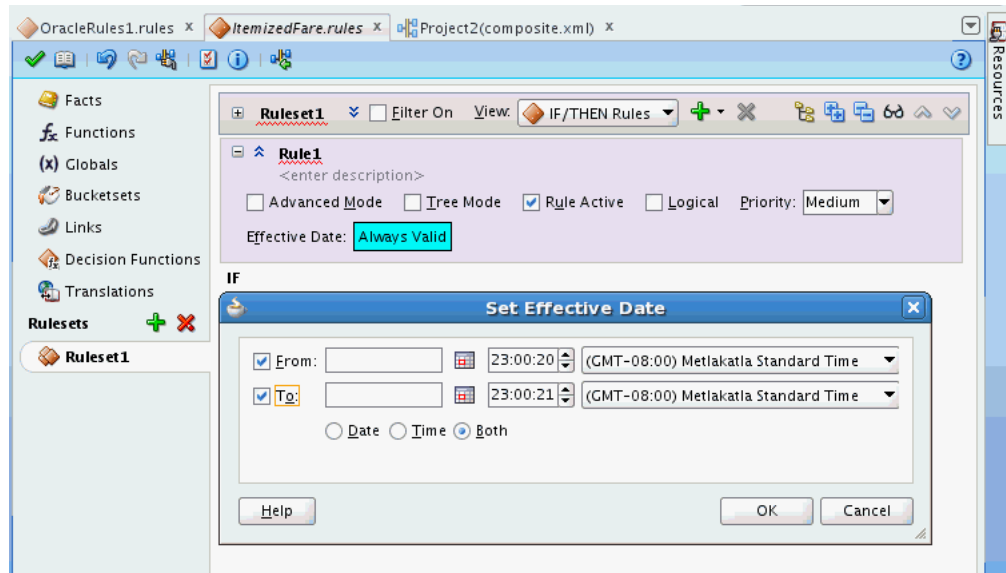 OracleRules1.rules x ItemizedFare.rules x Project2(composite.xml) x
Resources
Facts
Functions
Globals
Bucketsets
Links
Decision Functions
Translations
Rulesets
Ruleset1
Ruleset1 Filter On View: IF/THEN Rules
Rule1
<enter description>
Advanced Mode Tree Mode Rule Active Logical Priority: Medium
Effective Date: Always Valid
IF
Set Effective Date
From: 23:00:20 (GMT-08:00) Metlakatla Standard Time
To: 23:00:21 (GMT-08:00) Metlakatla Standard Time
Date Time Both
Help OK Cancel